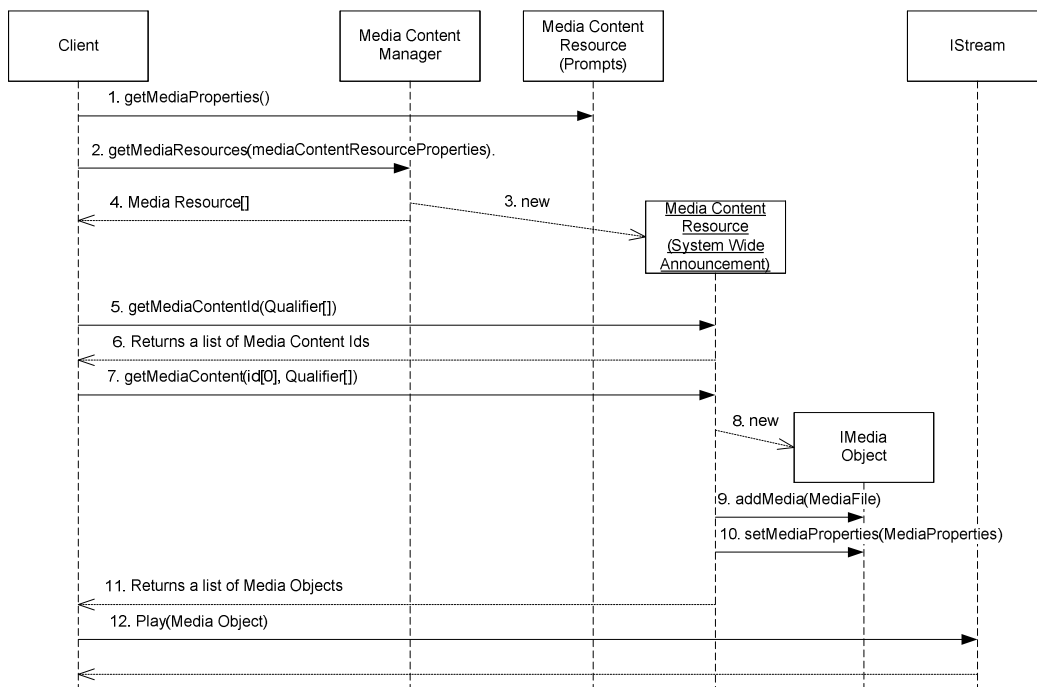 Client
Media Content
Manager
Media Content
Resource
(Prompts)
IStream
1. getMediaProperties()
2. getMediaResources(mediaContentResourceProperties).
4. Media Resource[]
3. new
Media Content
Resource
(System Wide
Announcement)
5. getMediaContentId(Qualifier[])
6. Returns a list of Media Content Ids
7. getMediaContent(id[0], Qualifier[])
8. new
IMedia
Object
9. addMedia(MediaFile)
10. setMediaProperties(MediaProperties)
11. Returns a list of Media Objects
12. Play(Media Object)